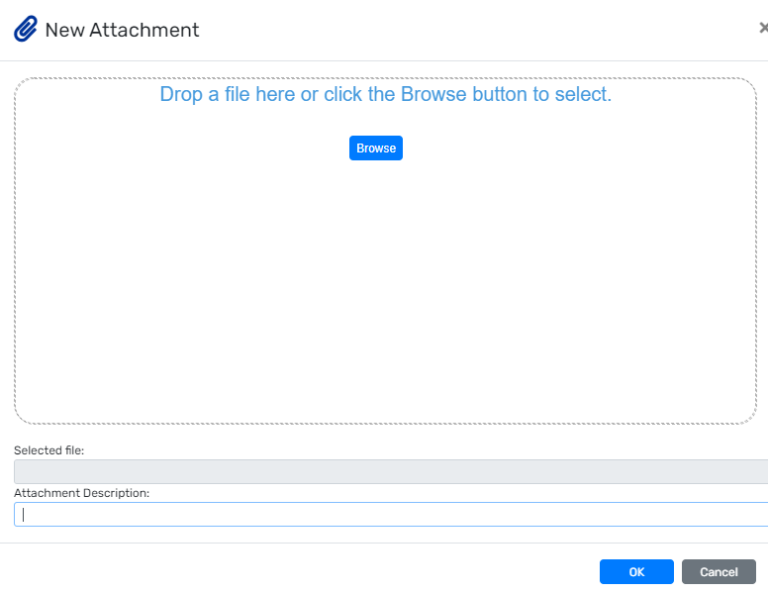 New Attachment
Drop a file here or click the Browse button to select.
Browse
Selected file:
Attachment Description:
OK
Cancel